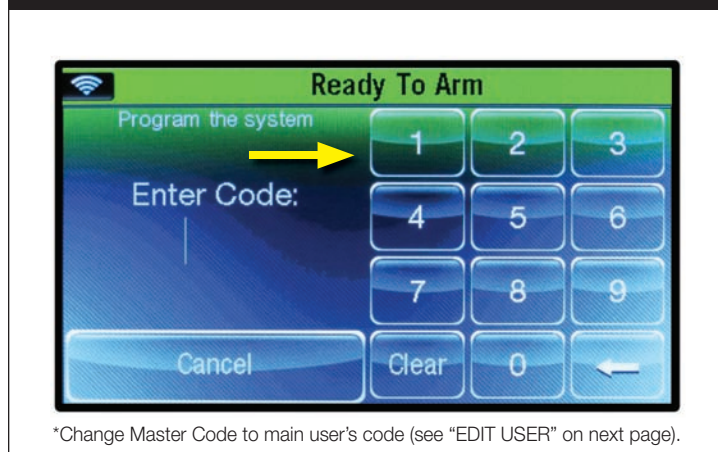 Ready To Arm
Program the system
Enter Code:
1 2 3
4 5 6
7 8 9
Cancel Clear 0
*Change Master Code to main user's code (see “EDIT USER” on next page).